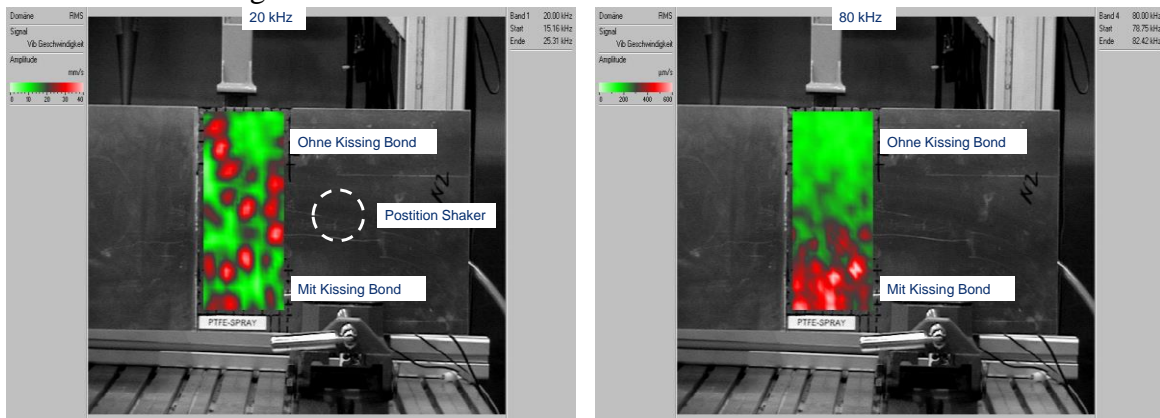 20 kHz
Domäne RMS
Signal
Vib Geschwindigkeit
Amplitude
mm/s
0 10 20 30 40
Band 1 20.00 kHz
Start 15.16 kHz
Ende 25.31 kHz
Ohne Kissing Bond
Postition Shaker
Mit Kissing Bond
N2
PTFE-SPRAY
80 kHz
Domäne RMS
Signal
Vib Geschwindigkeit
Amplitude
µm/s
0 200 400 600
Band 4 80.00 kHz
Start 78.75 kHz
Ende 82.42 kHz
Ohne Kissing Bond
Mit Kissing Bond
N2
PTFE-SPRAY